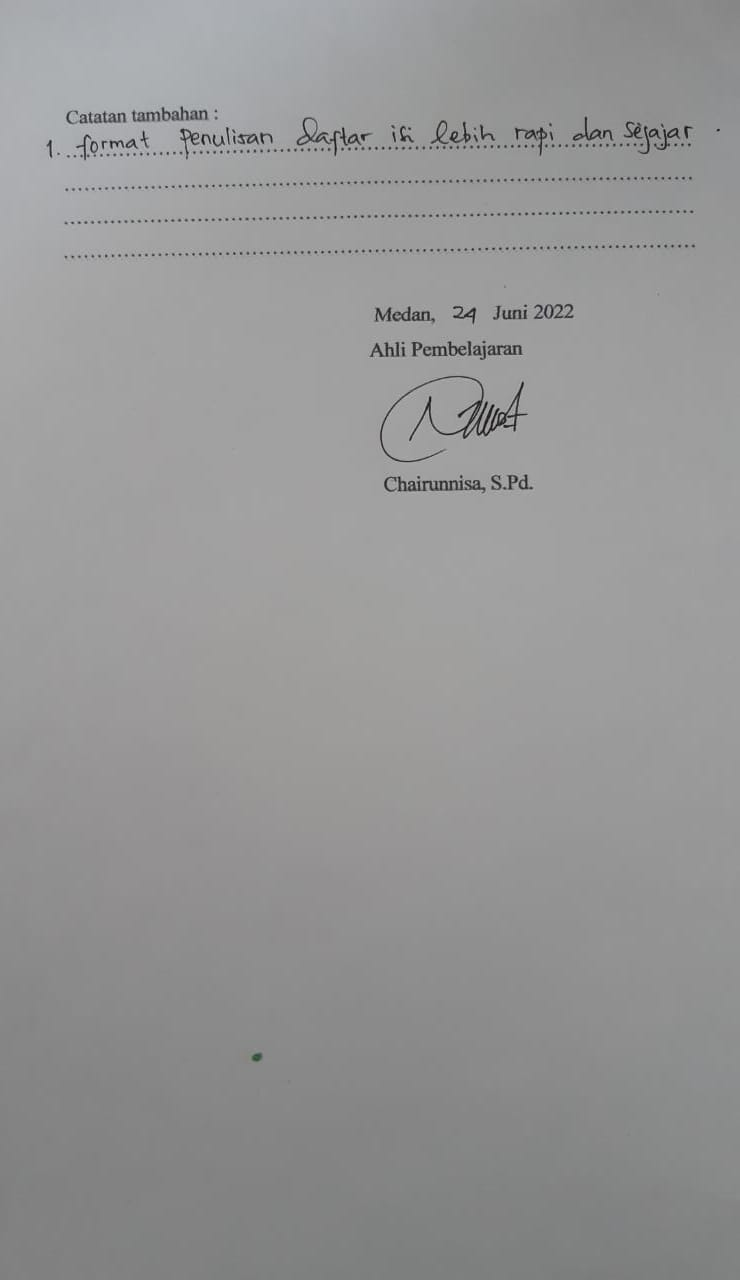 Catatan tambahan :
1. format Penulisan daftar isi lebih rapi dan sejajar.
Medan, 24 Juni 2022
Ahli Pembelajaran
Chairunnisa, S.Pd.